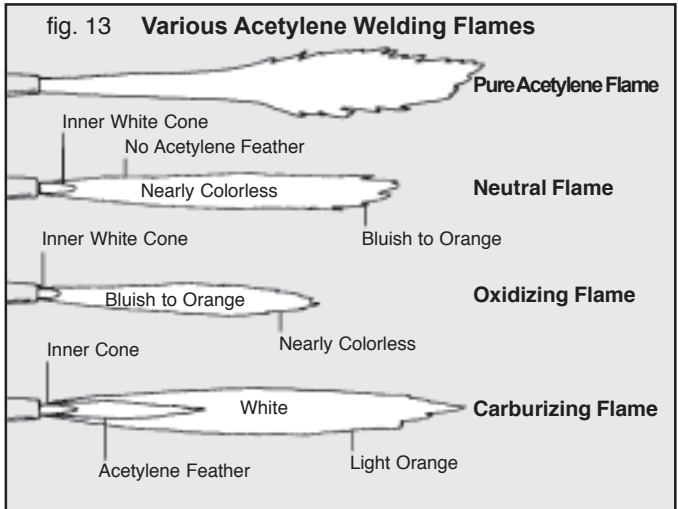 fig. 13 Various Acetylene Welding Flames
Pure Acetylene Flame
Inner White Cone
No Acetylene Feather
Nearly Colorless
Neutral Flame
Bluish to Orange
Inner White Cone
Bluish to Orange
Oxidizing Flame
Nearly Colorless
Inner Cone
White
Carburizing Flame
Acetylene Feather
Light Orange